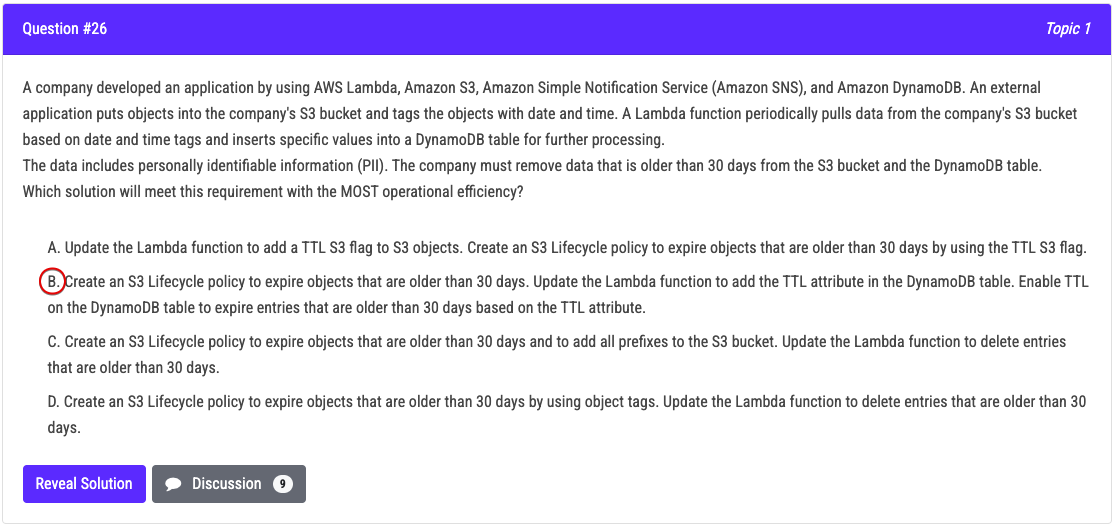 Question #26
Topic 1
A company developed an application by using AWS Lambda, Amazon S3, Amazon Simple Notification Service (Amazon SNS), and Amazon DynamoDB. An external
application puts objects into the company's S3 bucket and tags the objects with date and time. A Lambda function periodically pulls data from the company's S3 bucket
based on date and time tags and inserts specific values into a DynamoDB table for further processing.
The data includes personally identifiable information (PII). The company must remove data that is older than 30 days from the S3 bucket and the DynamoDB table.
Which solution will meet this requirement with the MOST operational efficiency?
A. Update the Lambda function to add a TTL S3 flag to S3 objects. Create an S3 Lifecycle policy to expire objects that are older than 30 days by using the TTL S3 flag.
B. Create an S3 Lifecycle policy to expire objects that are older than 30 days. Update the Lambda function to add the TTL attribute in the DynamoDB table. Enable TTL
on the DynamoDB table to expire entries that are older than 30 days based on the TTL attribute.
C. Create an S3 Lifecycle policy to expire objects that are older than 30 days and to add all prefixes to the S3 bucket. Update the Lambda function to delete entries
that are older than 30 days.
D. Create an S3 Lifecycle policy to expire objects that are older than 30 days by using object tags. Update the Lambda function to delete entries that are older than 30
days.
Reveal Solution
Discussion 9